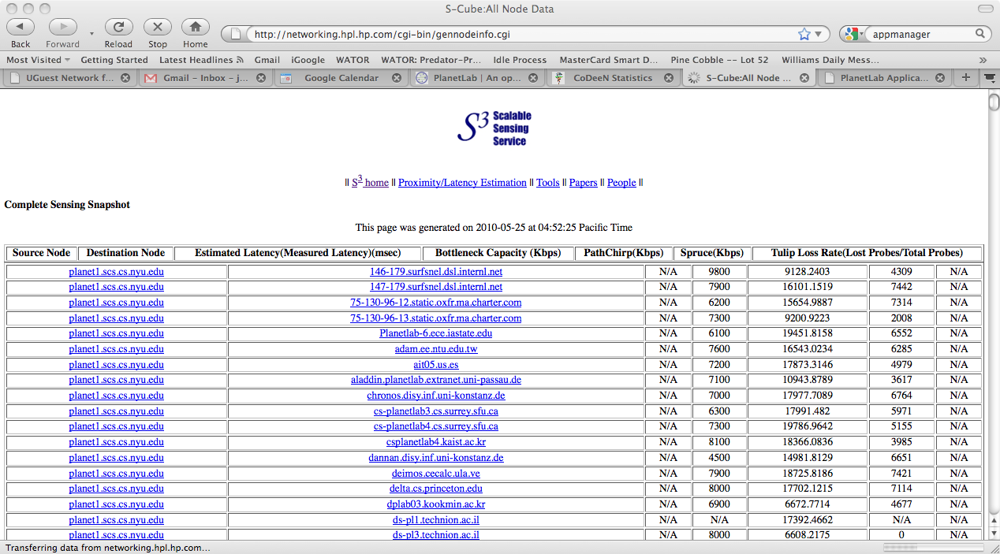 S-Cube:All Node Data
Back Forward Reload Stop Home http://networking.hpl.hp.com/cgi-bin/gennodeinfo.cgi appmanager
Most Visited Getting Started Latest Headlines Gmail iGoogle WATOR WATOR: Predator-Pr... Idle Process MasterCard Smart D... Pine Cobble -- Lot 52 Williams Daily Mess... »
UGuest Network f... Gmail - Inbox - j... Google Calendar PlanetLab | An op... CoDeeN Statistics S-Cube:All Node ... PlanetLab Applica... +
S3 Scalable
Sensing
Service
|| S3 home || Proximity/Latency Estimation || Tools || Papers || People ||
Complete Sensing Snapshot
This page was generated on 2010-05-25 at 04:52:25 Pacific Time
Source Node Destination Node Estimated Latency(Measured Latency)(msec) Bottleneck Capacity (Kbps) PathChirp(Kbps) Spruce(Kbps) Tulip Loss Rate(Lost Probes/Total Probes)
planet1.scs.cs.nyu.edu 146-179.surfsnel.dsl.internl.net N/A 9800 9128.2403 4309 N/A
planet1.scs.cs.nyu.edu 147-179.surfsnel.dsl.internl.net N/A 7900 16101.1519 7442 N/A
planet1.scs.cs.nyu.edu 75-130-96-12.static.oxfr.ma.charter.com N/A 6200 15654.9887 7314 N/A
planet1.scs.cs.nyu.edu 75-130-96-13.static.oxfr.ma.charter.com N/A 7300 9200.9223 2008 N/A
planet1.scs.cs.nyu.edu Planetlab-6.ece.iastate.edu N/A 6100 19451.8158 6552 N/A
planet1.scs.cs.nyu.edu adam.ee.ntu.edu.tw N/A 7600 16543.0234 6285 N/A
planet1.scs.cs.nyu.edu ait05.us.es N/A 7200 17873.3146 4979 N/A
planet1.scs.cs.nyu.edu aladdin.planetlab.extranet.uni-passau.de N/A 7100 10943.8789 3617 N/A
planet1.scs.cs.nyu.edu chronos.disy.inf.uni-konstanz.de N/A 7000 17977.7089 6764 N/A
planet1.scs.cs.nyu.edu cs-planetlab3.cs.surrey.sfu.ca N/A 6300 17991.482 5971 N/A
planet1.scs.cs.nyu.edu cs-planetlab4.cs.surrey.sfu.ca N/A 7300 19786.9642 5155 N/A
planet1.scs.cs.nyu.edu csplanetlab4.kaist.ac.kr N/A 8100 18366.0836 3985 N/A
planet1.scs.cs.nyu.edu dannan.disy.inf.uni-konstanz.de N/A 4500 14981.8129 6651 N/A
planet1.scs.cs.nyu.edu deimos.cecalc.ula.ve N/A 7900 18725.8186 7421 N/A
planet1.scs.cs.nyu.edu delta.cs.princeton.edu N/A 8000 17702.1215 7114 N/A
planet1.scs.cs.nyu.edu dplab03.kookmin.ac.kr N/A 6900 6672.7714 4677 N/A
planet1.scs.cs.nyu.edu ds-pl1.technion.ac.il N/A N/A 17392.4662 N/A N/A
planet1.scs.cs.nyu.edu ds-pl3.technion.ac.il N/A 8000 6608.2175 0 N/A
Transferring data from networking.hpl.hp.com...